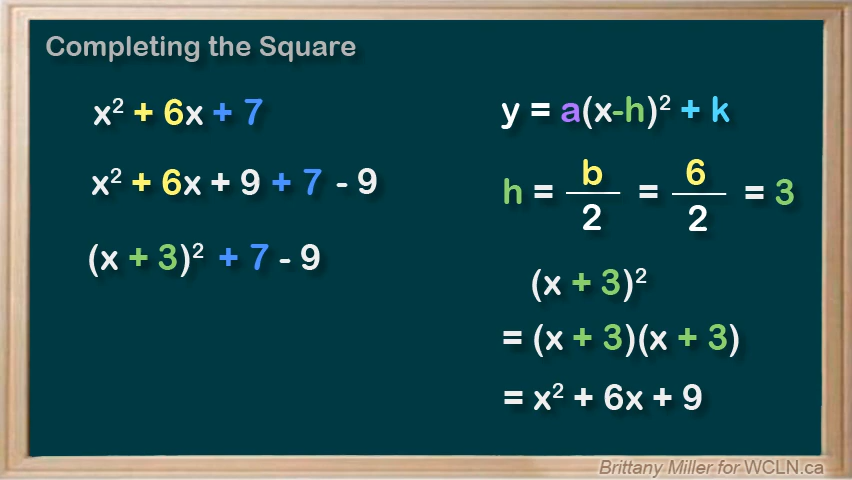 Completing the Square
x² + 6x + 7
x² + 6x + 9 + 7 - 9
(x + 3)² + 7 - 9
y = a(x-h)² + k
h = b/2 = 6/2 = 3
(x + 3)²
= (x + 3)(x + 3)
= x² + 6x + 9
Brittany Miller for WCLN.ca